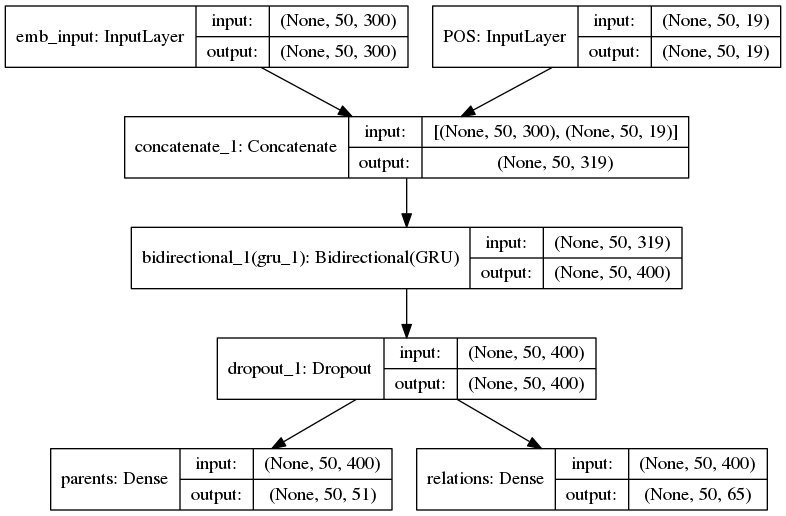 emb_input: InputLayer
input: (None, 50, 300)
output: (None, 50, 300)
POS: InputLayer
input: (None, 50, 19)
output: (None, 50, 19)
concatenate_1: Concatenate
input: [(None, 50, 300), (None, 50, 19)]
output: (None, 50, 319)
bidirectional_1(gru_1): Bidirectional(GRU)
input: (None, 50, 319)
output: (None, 50, 400)
dropout_1: Dropout
input: (None, 50, 400)
output: (None, 50, 400)
parents: Dense
input: (None, 50, 400)
output: (None, 50, 51)
relations: Dense
input: (None, 50, 400)
output: (None, 50, 65)